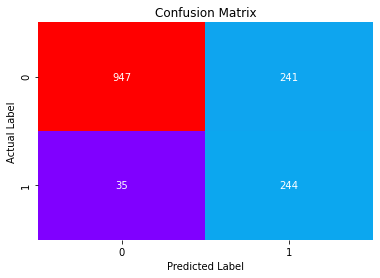 Confusion Matrix
Actual Label
0
947
241
1
35
244
0
1
Predicted Label